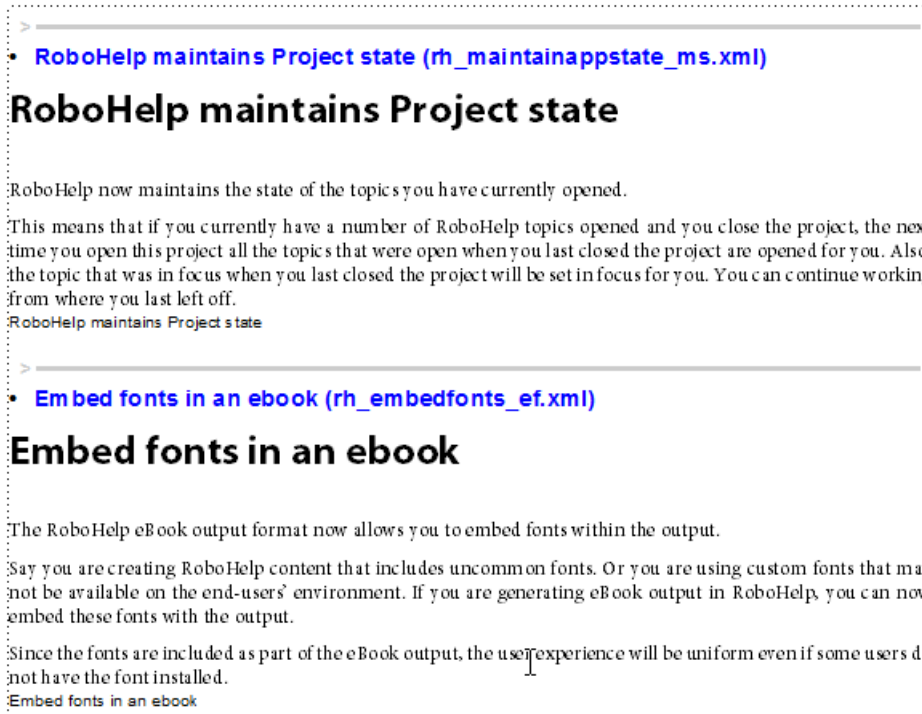 >
• RoboHelp maintains Project state (rh_maintainappstate_ms.xml)
RoboHelp maintains Project state
RoboHelp now maintains the state of the topics you have currently opened.
This means that if you currently have a number of RoboHelp topics opened and you close the project, the nex
time you open this project all the topics that were open when you last closed the project are opened for you. Also
the topic that was in focus when you last closed the project will be set in focus for you. You can continue workin
from where you last left off.
RoboHelp maintains Project state
>
• Embed fonts in an ebook (rh_embedfonts_ef.xml)
Embed fonts in an ebook
The RoboHelp eBook output format now allows you to embed fonts within the output.
Say you are creating RoboHelp content that includes uncommon fonts. Or you are using custom fonts that ma
not be available on the end-users’ environment. If you are generating eBook output in RoboHelp, you can now
embed these fonts with the output.
Since the fonts are included as part of the eBook output, the user experience will be uniform even if some users d
not have the font installed.
Embed fonts in an ebook